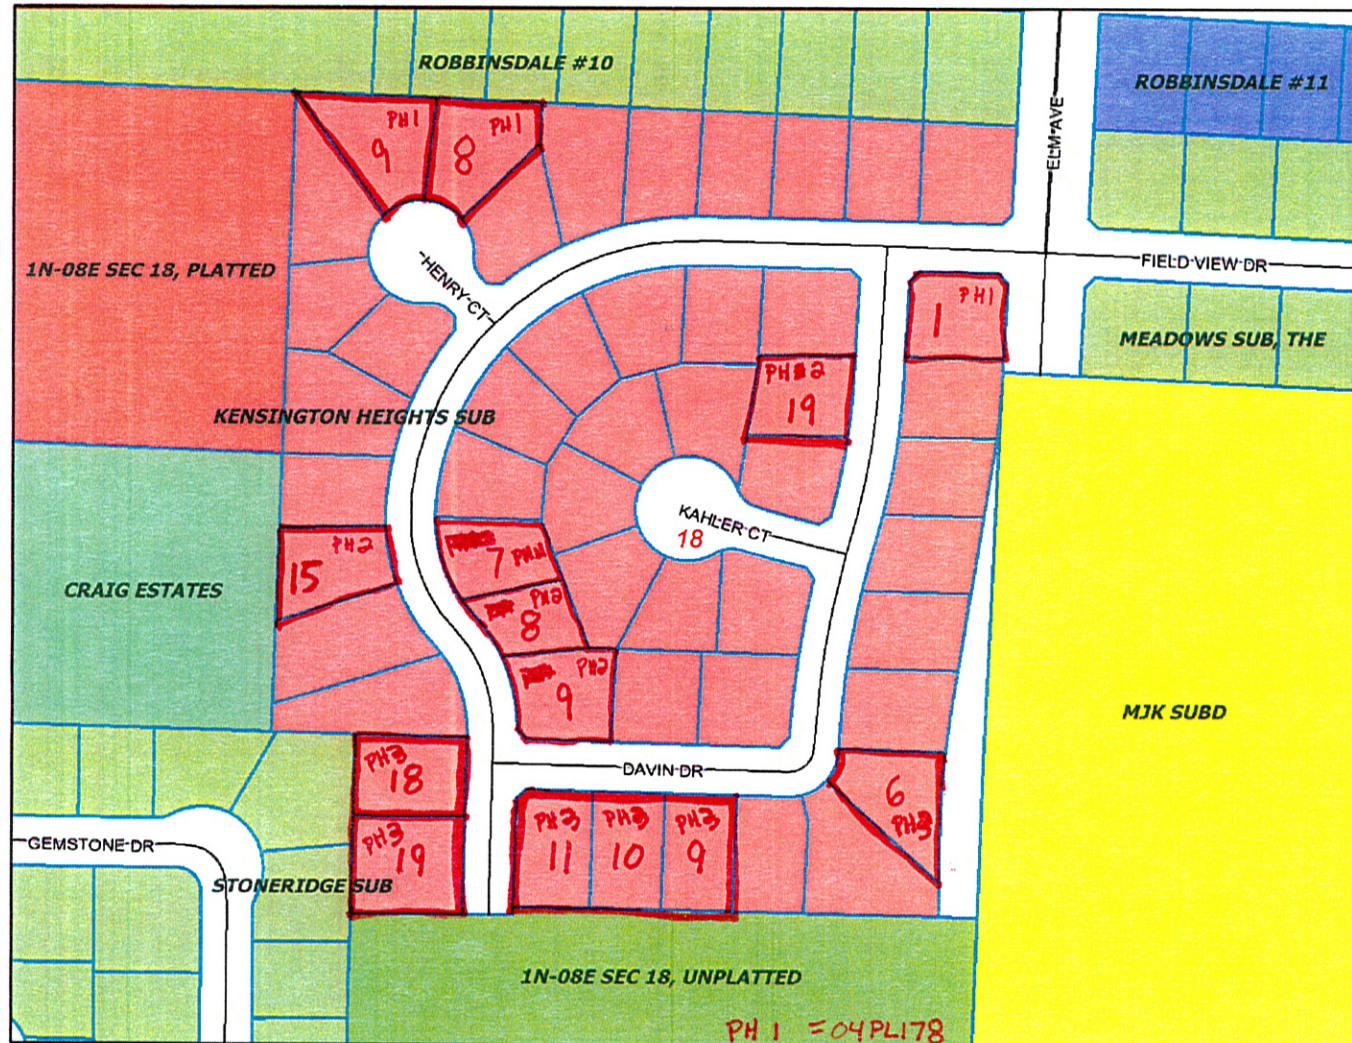 ROBBINSDALE #10
ROBBINSDALE #11
ELM AVE
PH1
9
PH1
8
1N-08E SEC 18, PLATTED
HENRY CT
FIELD VIEW DR
PH1
1
MEADOWS SUB, THE
PH 2
19
KENSINGTON HEIGHTS SUB
KAHLER CT
18
PH2
15
7
PH2
8
PH2
9
CRAIG ESTATES
MJK SUBD
DAVIN DR
PH3
18
PH3
19
PH3
11
PH3
10
PH3
9
6
PH3
GEMSTONE DR
STONERIDGE SUB
1N-08E SEC 18, UNPLATTED
PH 1 = 04PL178